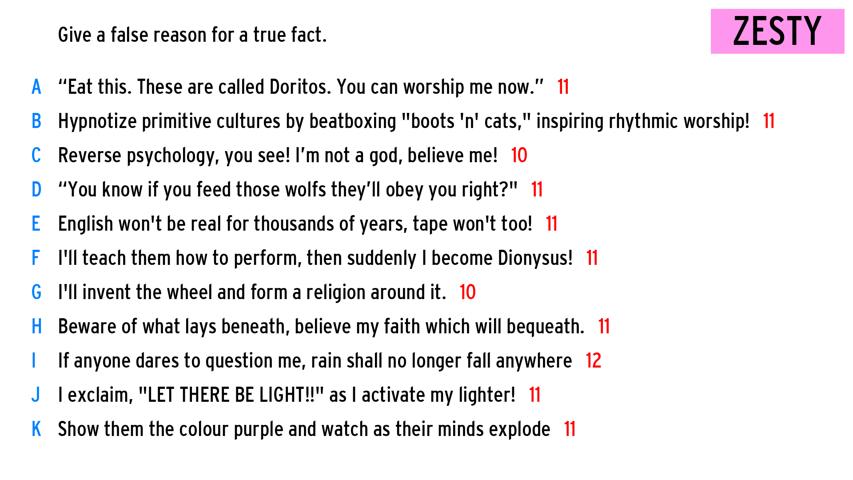 Give a false reason for a true fact.
ZESTY
A “Eat this. These are called Doritos. You can worship me now.” 11
B Hypnotize primitive cultures by beatboxing "boots 'n' cats," inspiring rhythmic worship! 11
C Reverse psychology, you see! I’m not a god, believe me! 10
D “You know if you feed those wolfs they’ll obey you right?" 11
E English won't be real for thousands of years, tape won't too! 11
F I'll teach them how to perform, then suddenly I become Dionysus! 11
G I'll invent the wheel and form a religion around it. 10
H Beware of what lays beneath, believe my faith which will bequeath. 11
I If anyone dares to question me, rain shall no longer fall anywhere 12
J I exclaim, "LET THERE BE LIGHT!!" as I activate my lighter! 11
K Show them the colour purple and watch as their minds explode 11